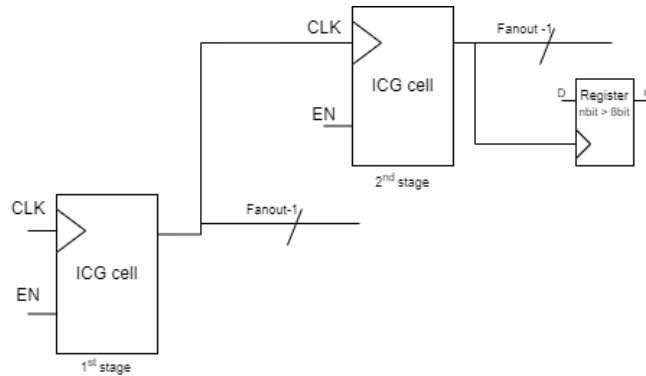 CLK
ICG cell
EN
2nd stage
Fanout -1
D
Register
nbit > 8bit
CLK
ICG cell
EN
1st stage
Fanout-1